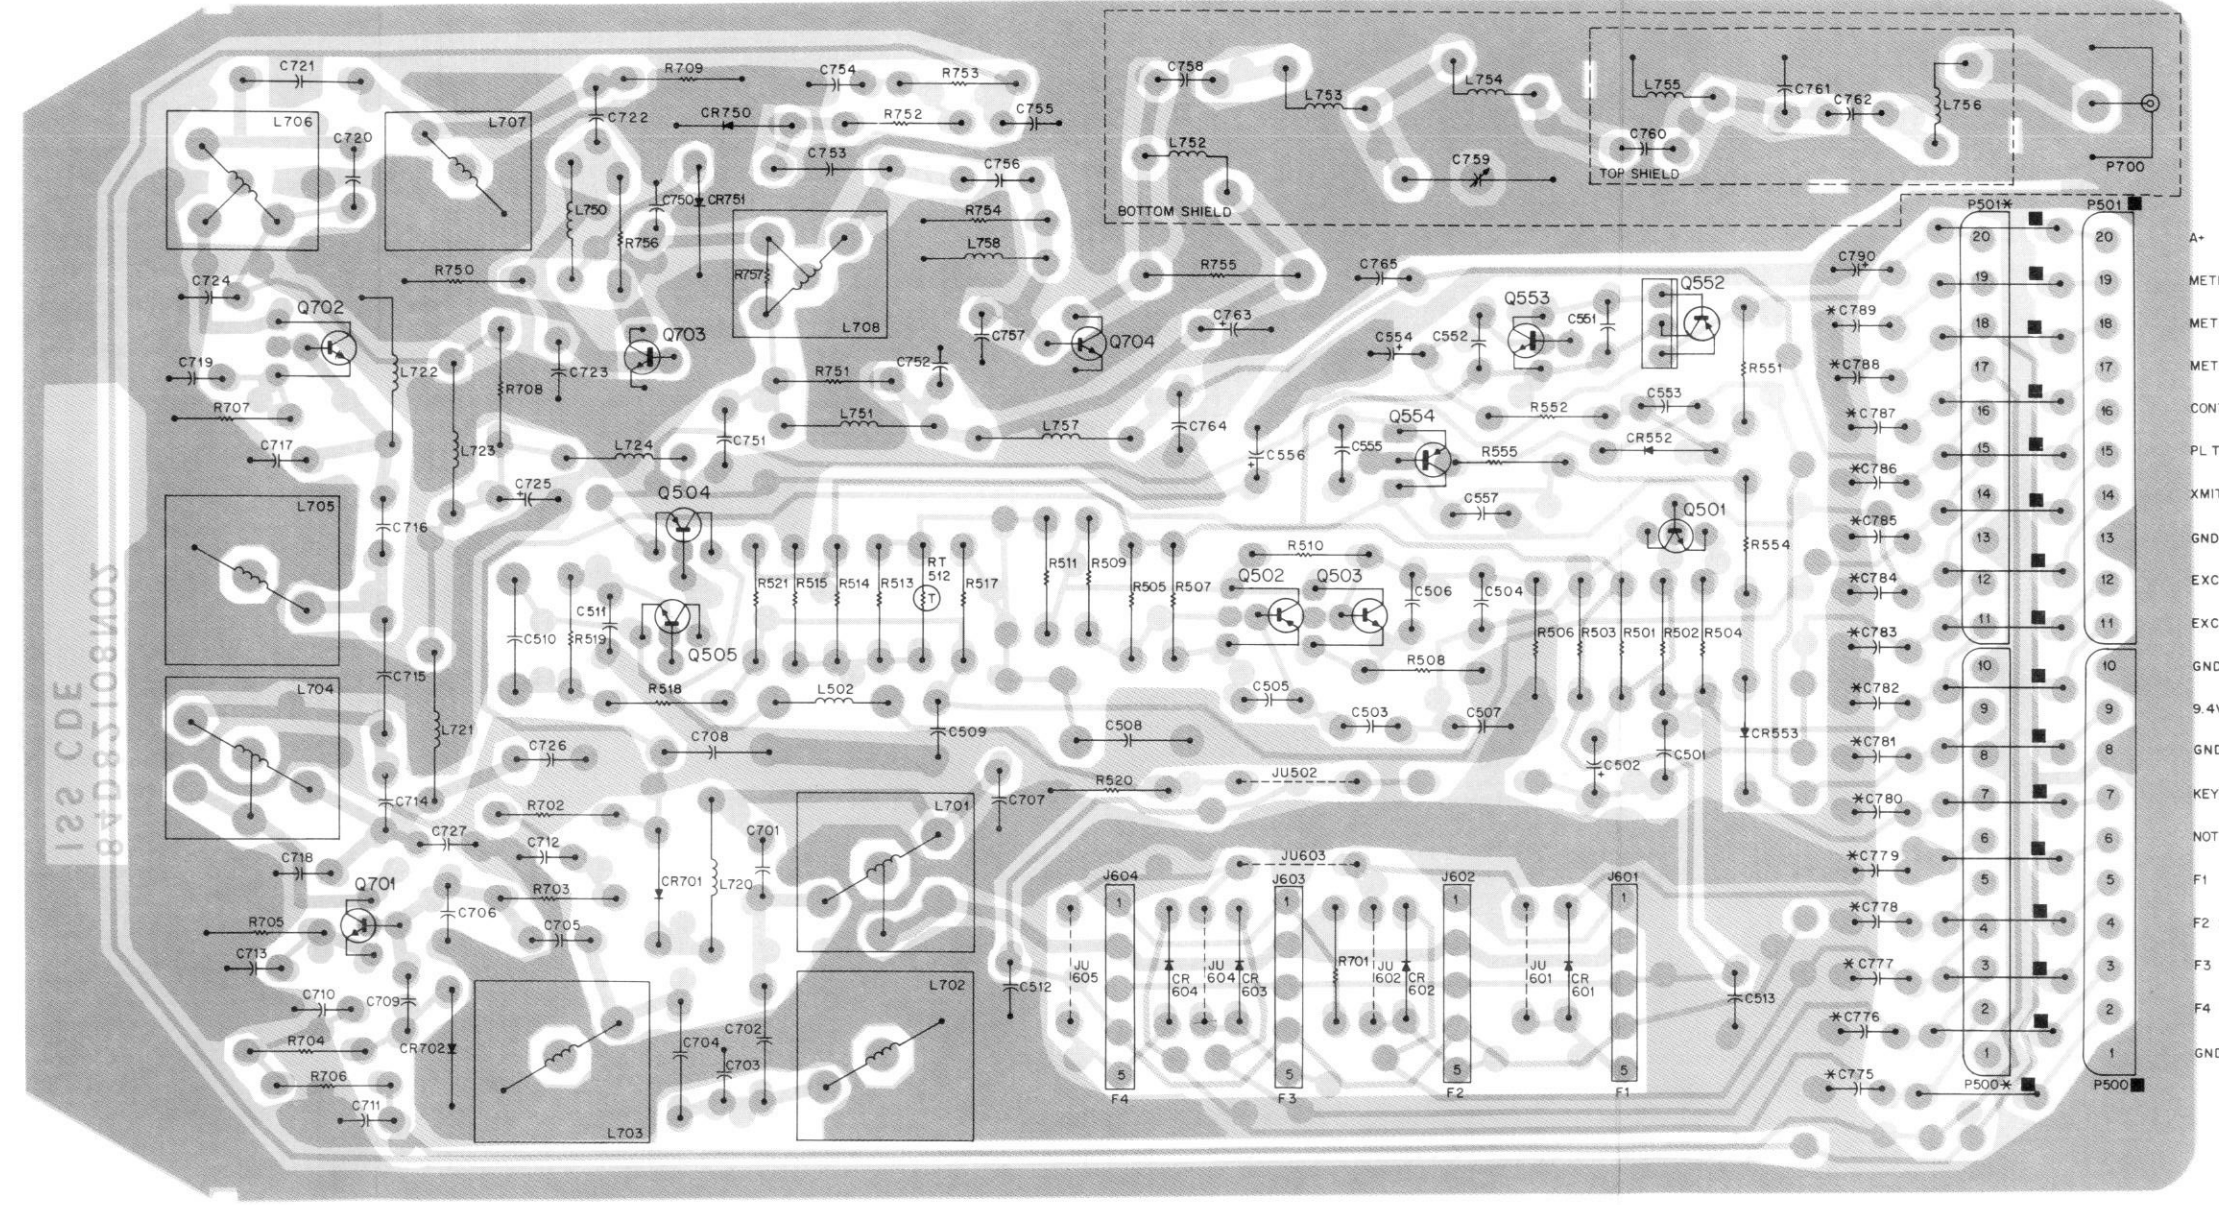 C721
R709
C754
R753
C758
L754
L755
C761
C762
L756
L753
L706
L707
C722
CR750
R752
C755
C720
L752
C760
C759
C753
C756
TOP SHIELD
P700
L750
C750
CR751
R754
BOTTOM SHIELD
P501*
P501
R756
L758
20
20
A+
C724
R750
R757
R755
C765
C790
+
19
19
Q702
Q703
L708
C757
Q704
+
C763
Q553
Q552
C551
C552
C554
+
*C789
18
18
C719
L722
R708
C723
R751
C752
R551
*C788
17
17
R707
L751
C764
L757
R552
C553
*C787
16
16
C717
L723
L724
C751
C556
+
C555
Q554
R555
CR552
15
15
L705
C725
+
Q504
C557
Q501
*C786
14
14
C716
R510
R554
*C785
13
13
RT
512
T
R521
R515
R514
R513
R517
R511
R509
R505
R507
Q502
Q503
C506
C504
*C784
12
12
C510
R519
C511
Q505
R506
R503
R501
R502
R504
*C783
11
11
84D82108N02
ISS CDE
L704
C715
R518
L502
R508
10
10
C505
*C782
9
9
L721
C726
C708
C509
C508
C503
C507
C502
+
C501
CR553
*C781
8
8
C714
R702
L701
C707
R520
JU502
*C780
7
7
C727
C712
C701
JU603
*C779
6
6
C718
Q701
R703
CR701
L720
J604
J603
J602
J601
1
1
1
1
5
5
F1
C706
R705
C705
*C778
4
4
F2
C713
L702
C512
JU
605
CR
604
JU
604
CR
603
R701
JU
602
CR
602
JU
601
CR
601
*C777
3
3
F3
C710
C709
C513
*C776
2
2
F4
R704
CR702
C704
C702
C703
1
1
R706
5
5
5
5
*C775
P500*
P500
C711
L703
F4
F3
F2
F1